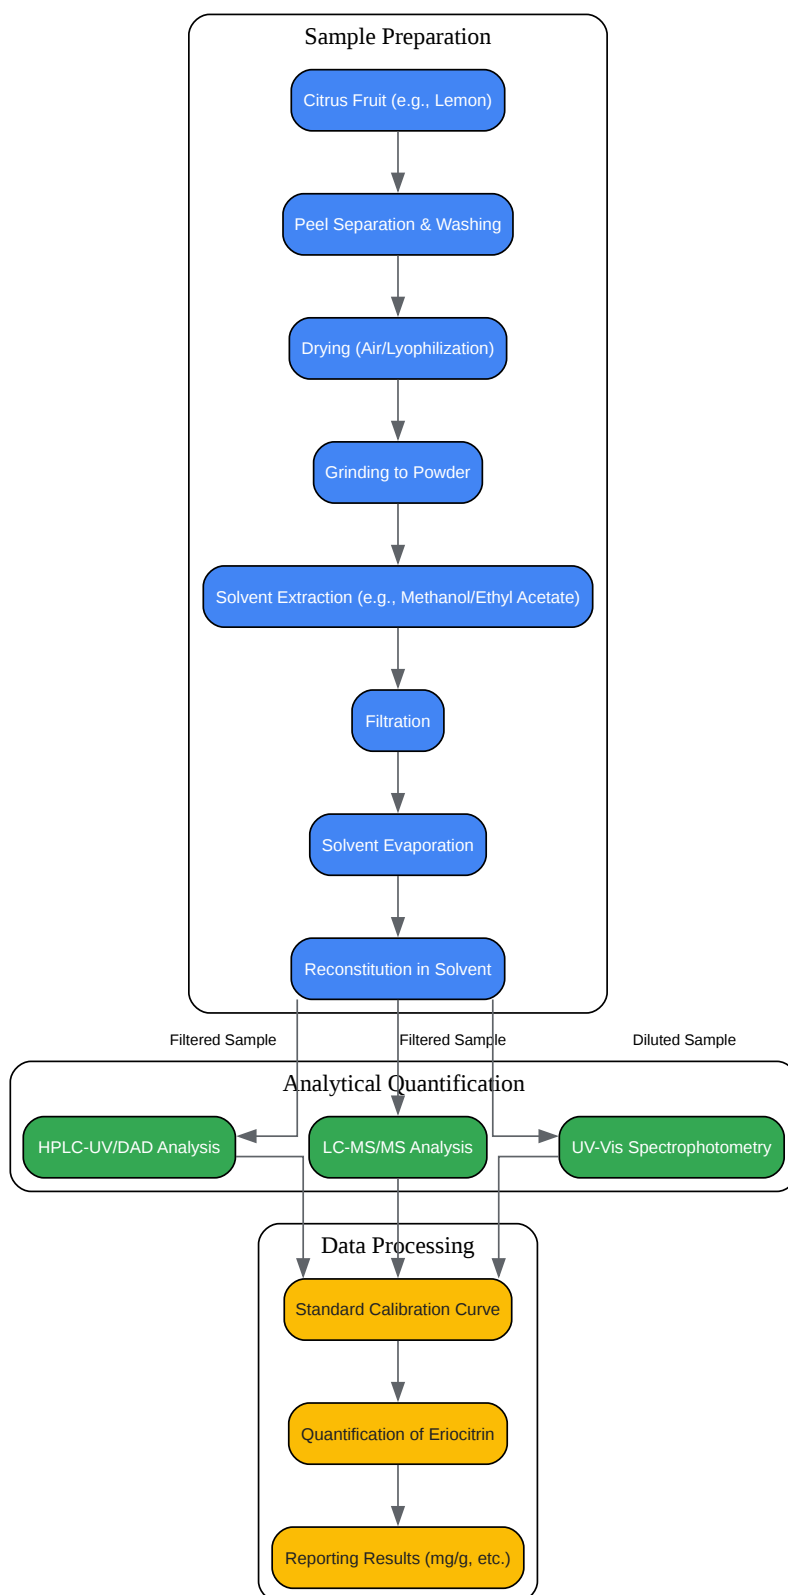 Sample Preparation
Citrus Fruit (e.g., Lemon)
Peel Separation & Washing
Drying (Air/Lyophilization)
Grinding to Powder
Solvent Extraction (e.g., Methanol/Ethyl Acetate)
Filtration
Solvent Evaporation
Reconstitution in Solvent
Filtered Sample
Filtered Sample
Diluted Sample
Analytical Quantification
HPLC-UV/DAD Analysis
LC-MS/MS Analysis
UV-Vis Spectrophotometry
Data Processing
Standard Calibration Curve
Quantification of Eriocitrin
Reporting Results (mg/g, etc.)